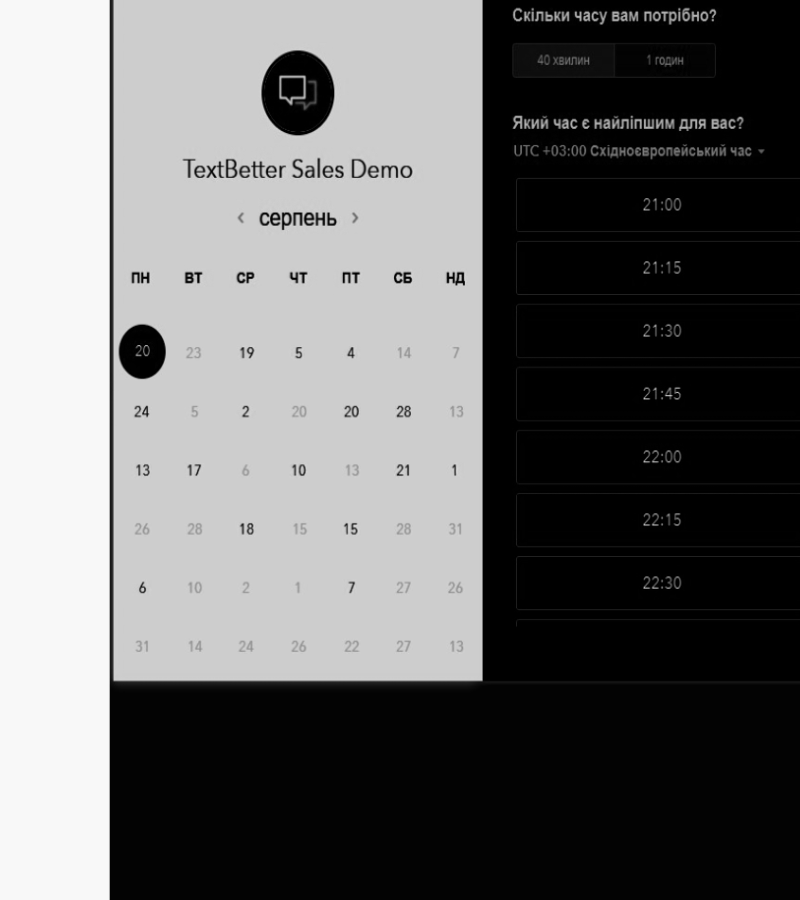 TextBetter Sales Demo
серпень
ПН ВТ СР ЧТ ПТ СБ НД
20 23 19 5 4 14 7
24 5 2 20 20 28 13
13 17 6 10 13 21 1
26 28 18 15 15 28 31
6 10 2 1 7 27 26
31 14 24 26 22 27 13
Скільки часу вам потрібно?
40 хвилин 1 годин
Який час є найліпшим для вас?
UTC +03:00 Східноєвропейський час
21:00
21:15
21:30
21:45
22:00
22:15
22:30